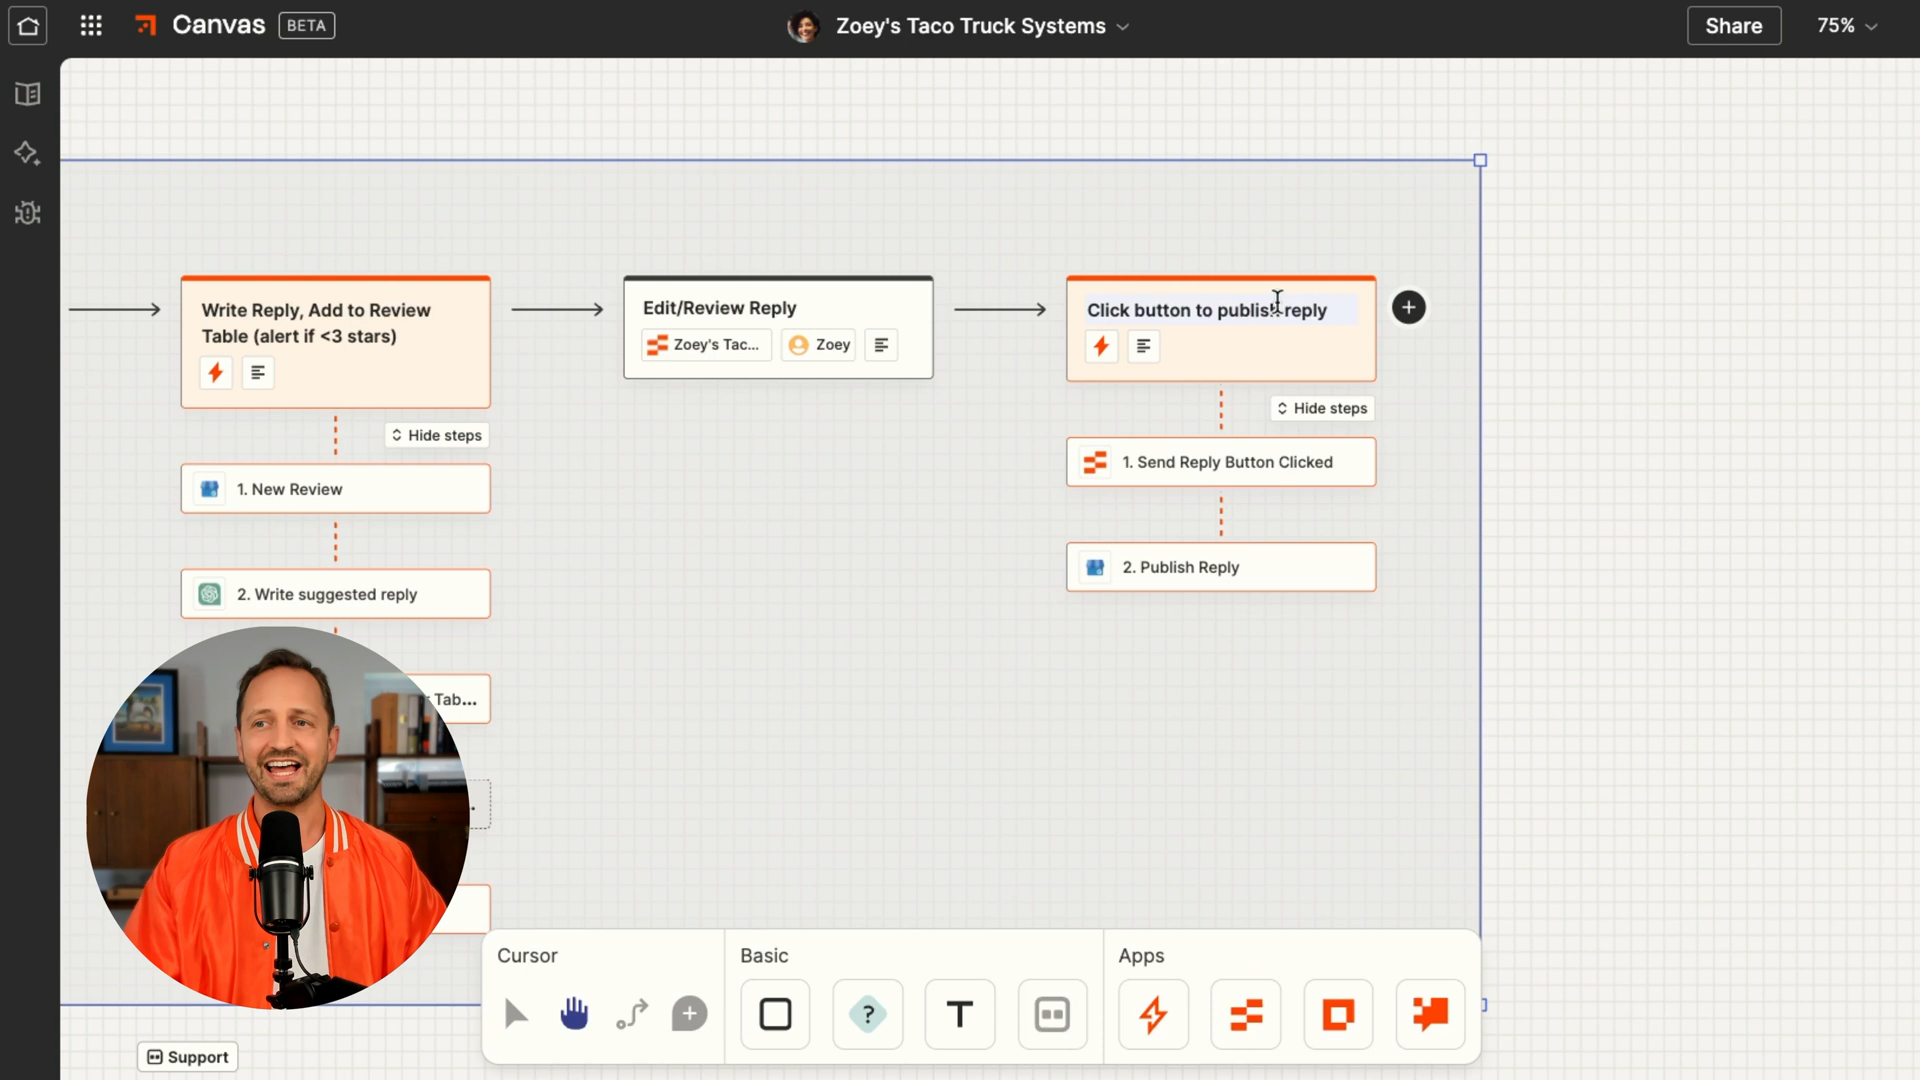 Canvas BETA
Zoey's Taco Truck Systems
Share
75%
Write Reply, Add to Review
Table (alert if <3 stars)
Hide steps
1. New Review
2. Write suggested reply
Tab...
Edit/Review Reply
Zoey's Tac...
Zoey
Click button to publish reply
Hide steps
1. Send Reply Button Clicked
2. Publish Reply
Cursor
Basic
Apps
?
T
Support